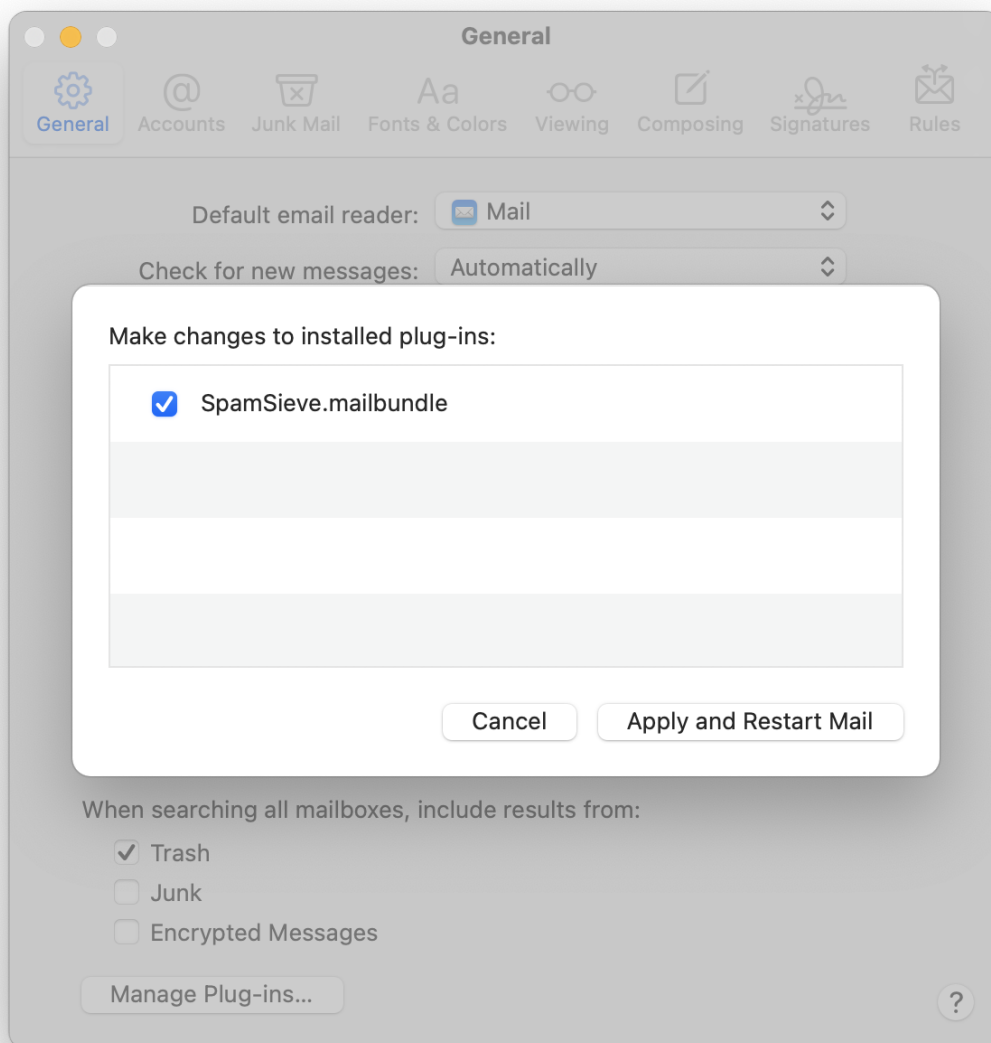 General
@
Aa
General Accounts Junk Mail Fonts & Colors Viewing Composing Signatures Rules
Default email reader: Mail
Check for new messages: Automatically
Make changes to installed plug-ins:
SpamSieve.mailbundle
Cancel Apply and Restart Mail
When searching all mailboxes, include results from:
Trash
Junk
Encrypted Messages
Manage Plug-ins... ?